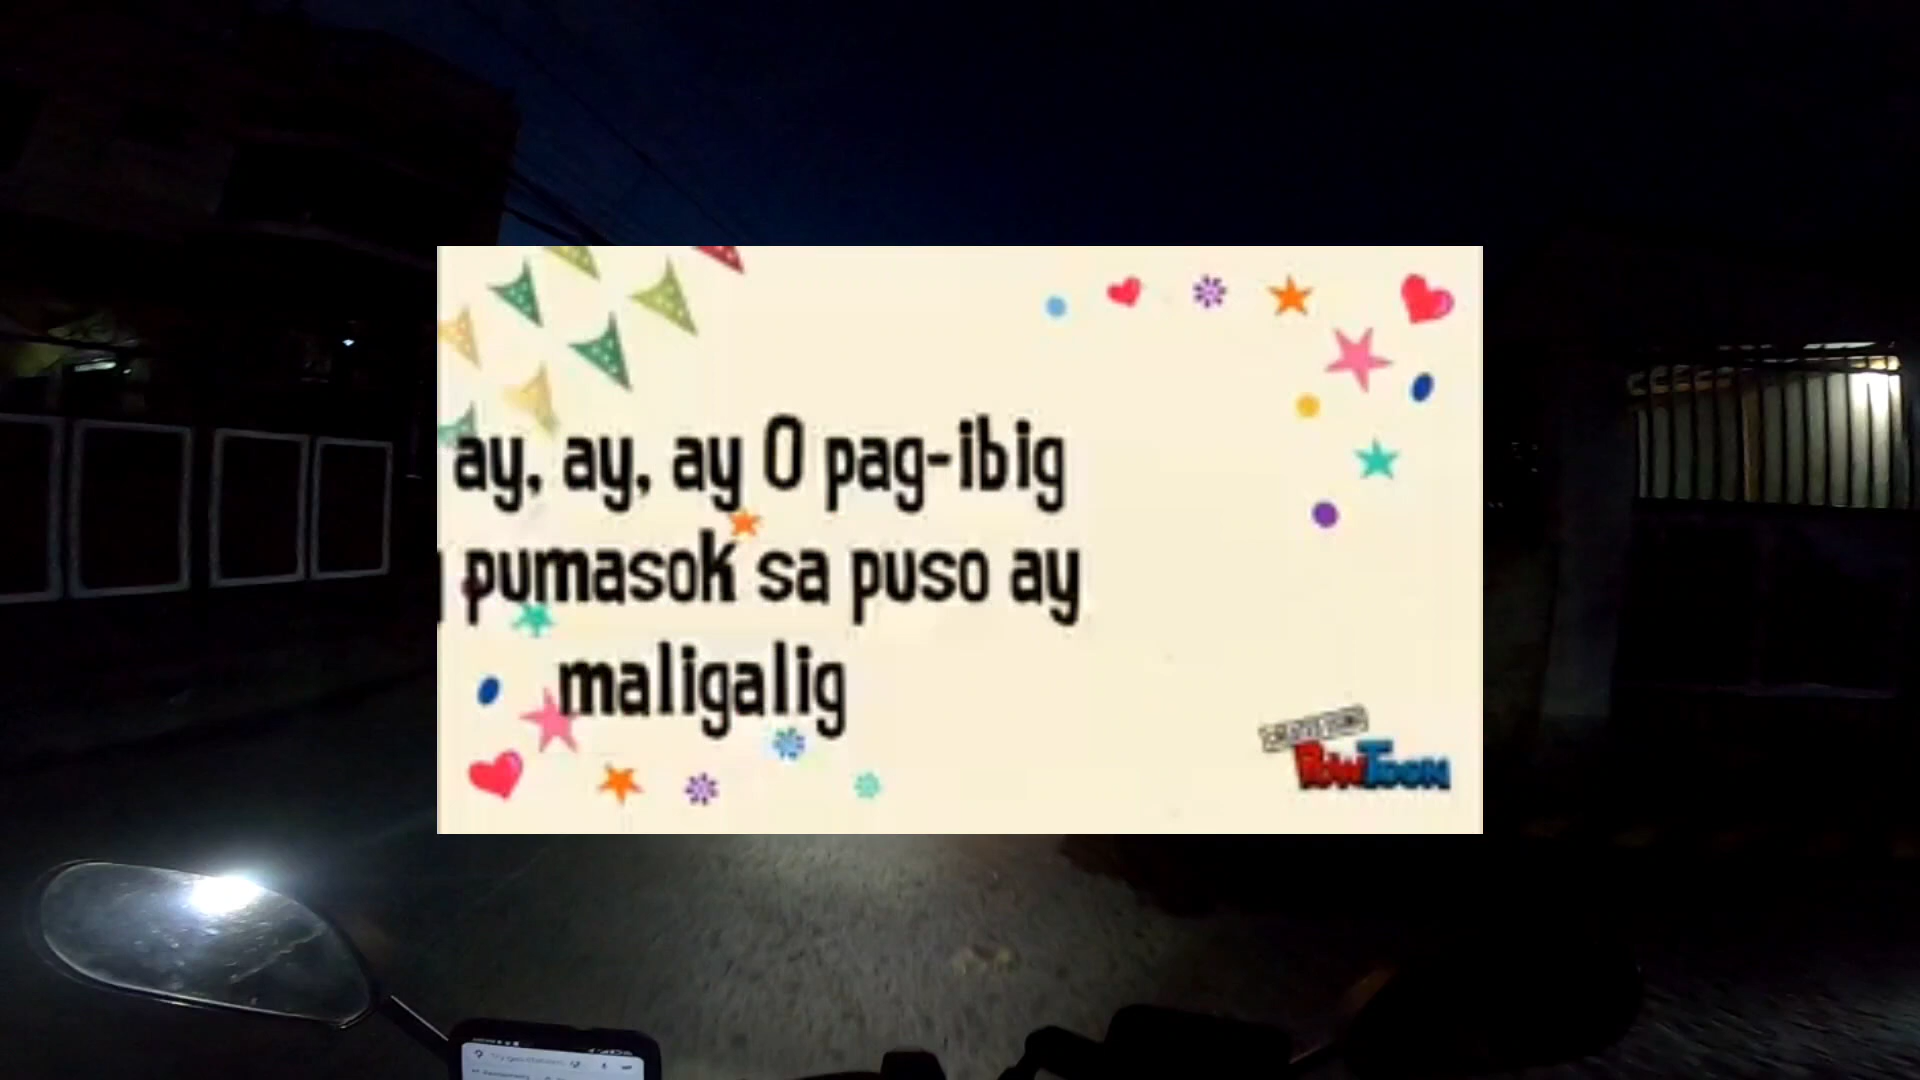 ay, ay, ay O pag-ibig
pumasok sa puso ay
maligalig
PowToon